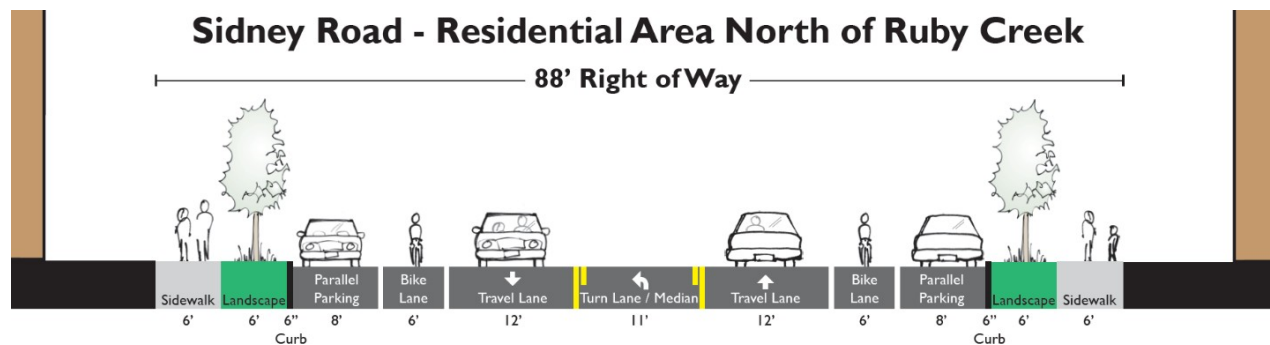 Sidney Road - Residential Area North of Ruby Creek
88’ Right of Way
Sidewalk
Landscape
Parallel
Parking
Bike
Lane
Travel Lane
Turn Lane / Median
Travel Lane
Bike
Lane
Parallel
Parking
Landscape
Sidewalk
6’ 6’ 6’’ 8’ 6’ 12’ 11’ 12’ 6’ 8’ 6’’ 6’ 6’
Curb Curb